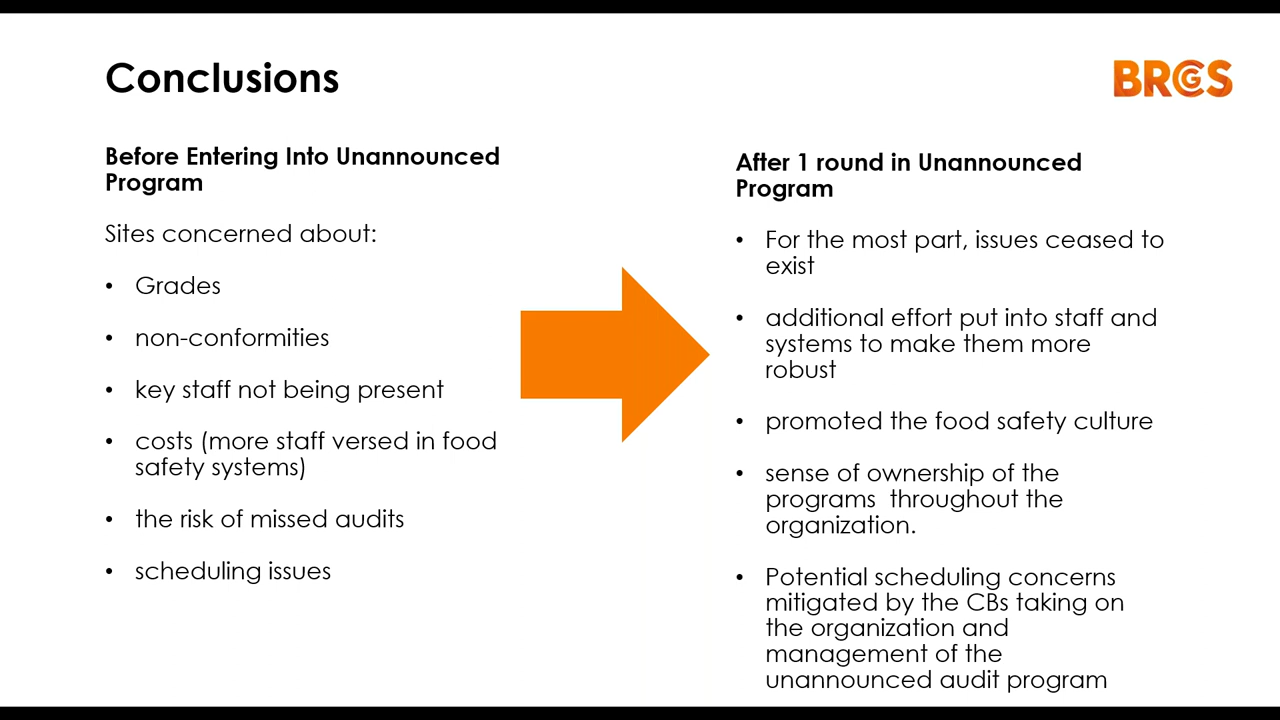 Conclusions
BRCGS
Before Entering Into Unannounced
Program
Sites concerned about:
• Grades
• non-conformities
• key staff not being present
• costs (more staff versed in food
safety systems)
• the risk of missed audits
• scheduling issues
After 1 round in Unannounced
Program
• For the most part, issues ceased to
exist
• additional effort put into staff and
systems to make them more
robust
• promoted the food safety culture
• sense of ownership of the
programs throughout the
organization.
• Potential scheduling concerns
mitigated by the CBs taking on
the organization and
management of the
unannounced audit program